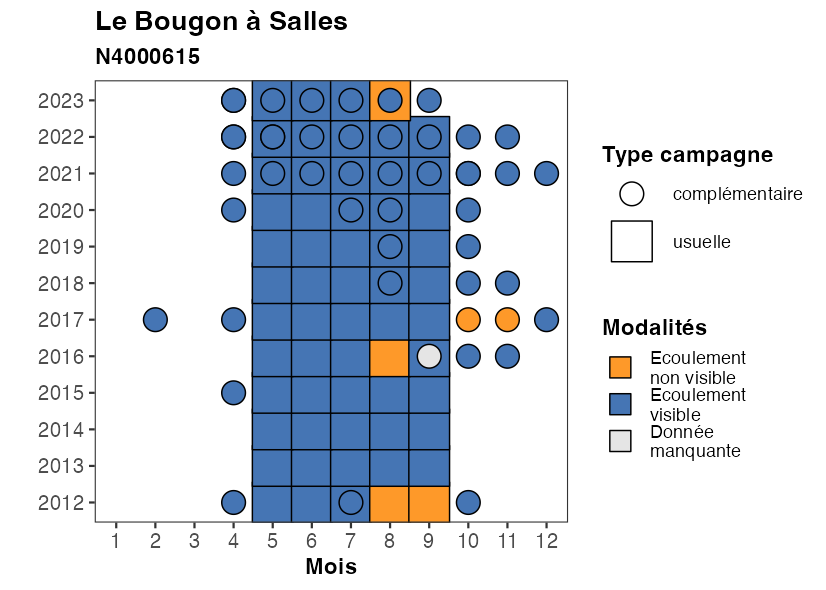 Le Bougon à Salles
N4000615
2023
2022
2021
2020
2019
2018
2017
2016
2015
2014
2013
2012
1 2 3 4 5 6 7 8 9 10 11 12
Mois
Type campagne
complémentaire
usuelle
Modalités
Ecoulement
non visible
Ecoulement
visible
Donnée
manquante